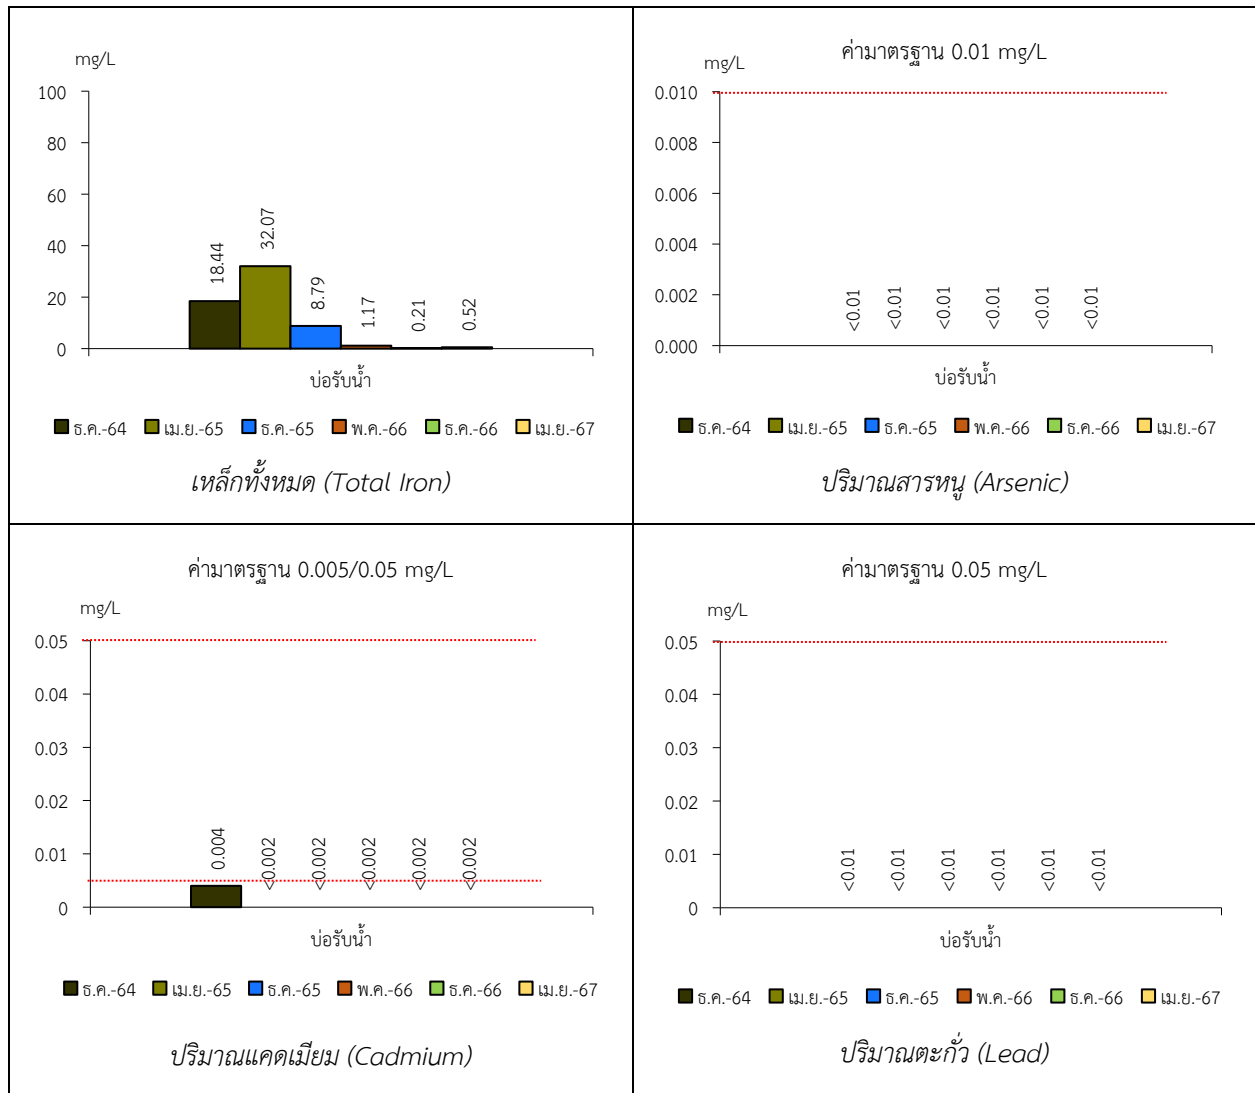 mg/L
100
80
60
40
20
0
18.44
32.07
8.79
1.17
0.21
0.52
บ่อรับน้ำ
ธ.ค.-64 เม.ย.-65 ธ.ค.-65 พ.ค.-66 ธ.ค.-66 เม.ย.-67
เหล็กทั้งหมด (Total Iron)
ค่ามาตรฐาน 0.01 mg/L
mg/L
0.010
0.008
0.006
0.004
0.002
0.000
<0.01
<0.01
<0.01
<0.01
<0.01
<0.01
บ่อรับน้ำ
ธ.ค.-64 เม.ย.-65 ธ.ค.-65 พ.ค.-66 ธ.ค.-66 เม.ย.-67
ปริมาณสารหนู (Arsenic)
ค่ามาตรฐาน 0.005/0.05 mg/L
mg/L
0.05
0.04
0.03
0.02
0.01
0
0.004
<0.002
<0.002
<0.002
<0.002
<0.002
บ่อรับน้ำ
ธ.ค.-64 เม.ย.-65 ธ.ค.-65 พ.ค.-66 ธ.ค.-66 เม.ย.-67
ปริมาณแคดเมียม (Cadmium)
ค่ามาตรฐาน 0.05 mg/L
mg/L
0.05
0.04
0.03
0.02
0.01
0
<0.01
<0.01
<0.01
<0.01
<0.01
<0.01
บ่อรับน้ำ
ธ.ค.-64 เม.ย.-65 ธ.ค.-65 พ.ค.-66 ธ.ค.-66 เม.ย.-67
ปริมาณตะกั่ว (Lead)